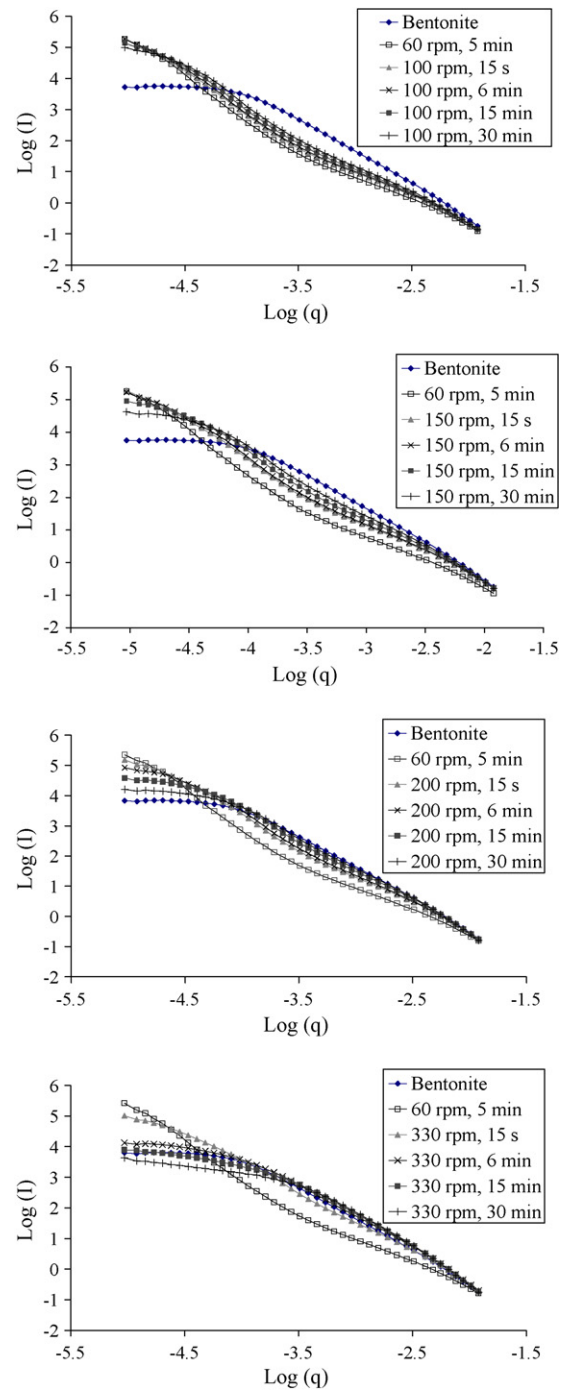 6
5
4
3
2
1
0
-1
-2
Log (I)
-5.5 -4.5 -3.5 -2.5 -1.5
Log (q)
Bentonite
60 rpm, 5 min
100 rpm, 15 s
100 rpm, 6 min
100 rpm, 15 min
100 rpm, 30 min
6
5
4
3
2
1
0
-1
-2
Log (I)
-5.5 -5 -4.5 -4 -3.5 -3 -2.5 -2 -1.5
Log (q)
Bentonite
60 rpm, 5 min
150 rpm, 15 s
150 rpm, 6 min
150 rpm, 15 min
150 rpm, 30 min
6
5
4
3
2
1
0
-1
-2
Log (I)
-5.5 -4.5 -3.5 -2.5 -1.5
Log (q)
Bentonite
60 rpm, 5 min
200 rpm, 15 s
200 rpm, 6 min
200 rpm, 15 min
200 rpm, 30 min
6
5
4
3
2
1
0
-1
-2
Log (I)
-5.5 -4.5 -3.5 -2.5 -1.5
Log (q)
Bentonite
60 rpm, 5 min
330 rpm, 15 s
330 rpm, 6 min
330 rpm, 15 min
330 rpm, 30 min